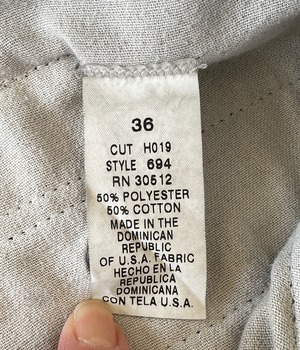 36
CUT H019
STYLE 694
RN 30512
50% POLYESTER
50% COTTON
MADE IN THE
DOMINICAN
REPUBLIC
OF U.S.A. FABRIC
HECHO EN LA
REPUBLICA
DOMINICANA
CON TELA U.S.A.